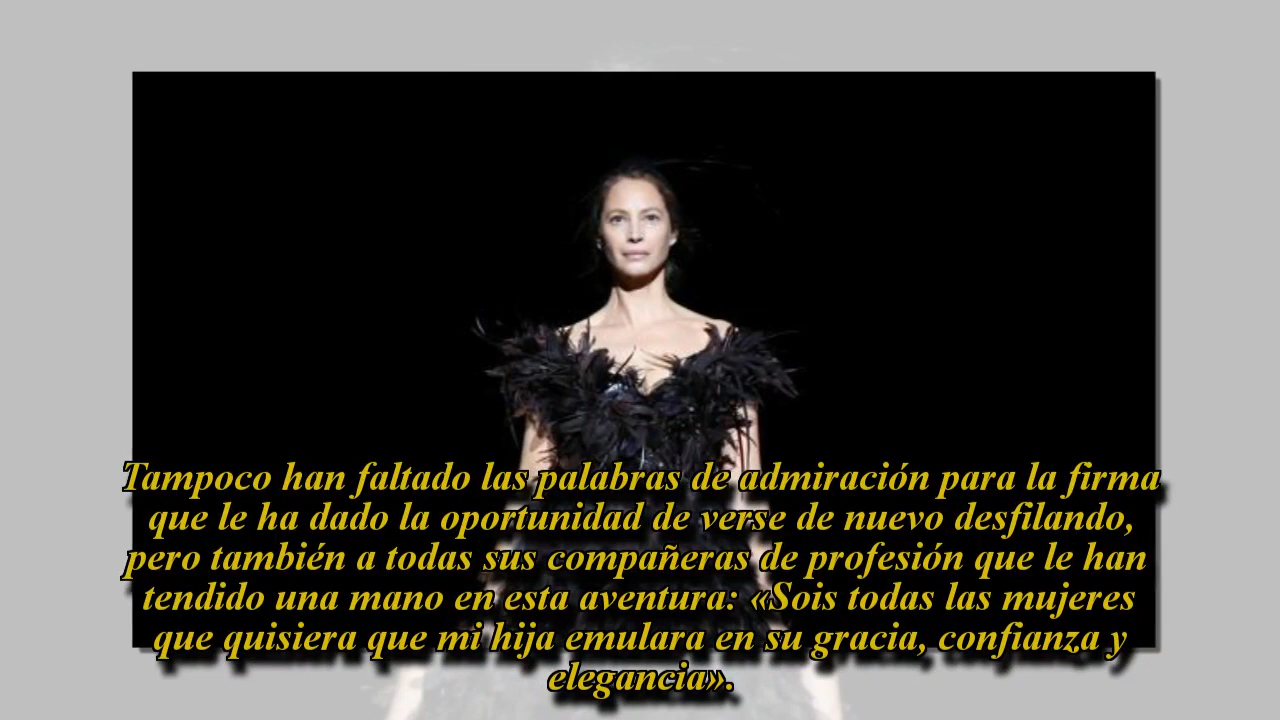 Tampoco han faltado las palabras de admiración para la firma
que le ha dado la oportunidad de verse de nuevo desfilando,
pero también a todas sus compañeras de profesión que le han
tendido una mano en esta aventura: «Sois todas las mujeres
que quisiera que mi hija emulara en su gracia, confianza y
elegancia».